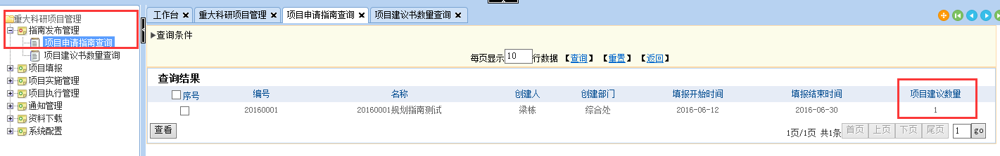 重大科研项目管理
指南发布管理
项目申请指南查询
项目建议书数量查询
项目填报
项目实施管理
项目执行管理
通知管理
资料下载
系统配置
工作台 重大科研项目管理 项目申请指南查询 项目建议书数量查询
查询条件
每页显示 10 行数据 【查询】 【重置】 【返回】
查询结果
序号 编号 名称 创建人 创建部门 填报开始时间 填报结束时间 项目建议数量
20160001 20160001规划指南测试 梁栋 综合处 2016-06-12 2016-06-30 1
查看 1页/1页 共1条 首页 上页 下页 尾页 1 go